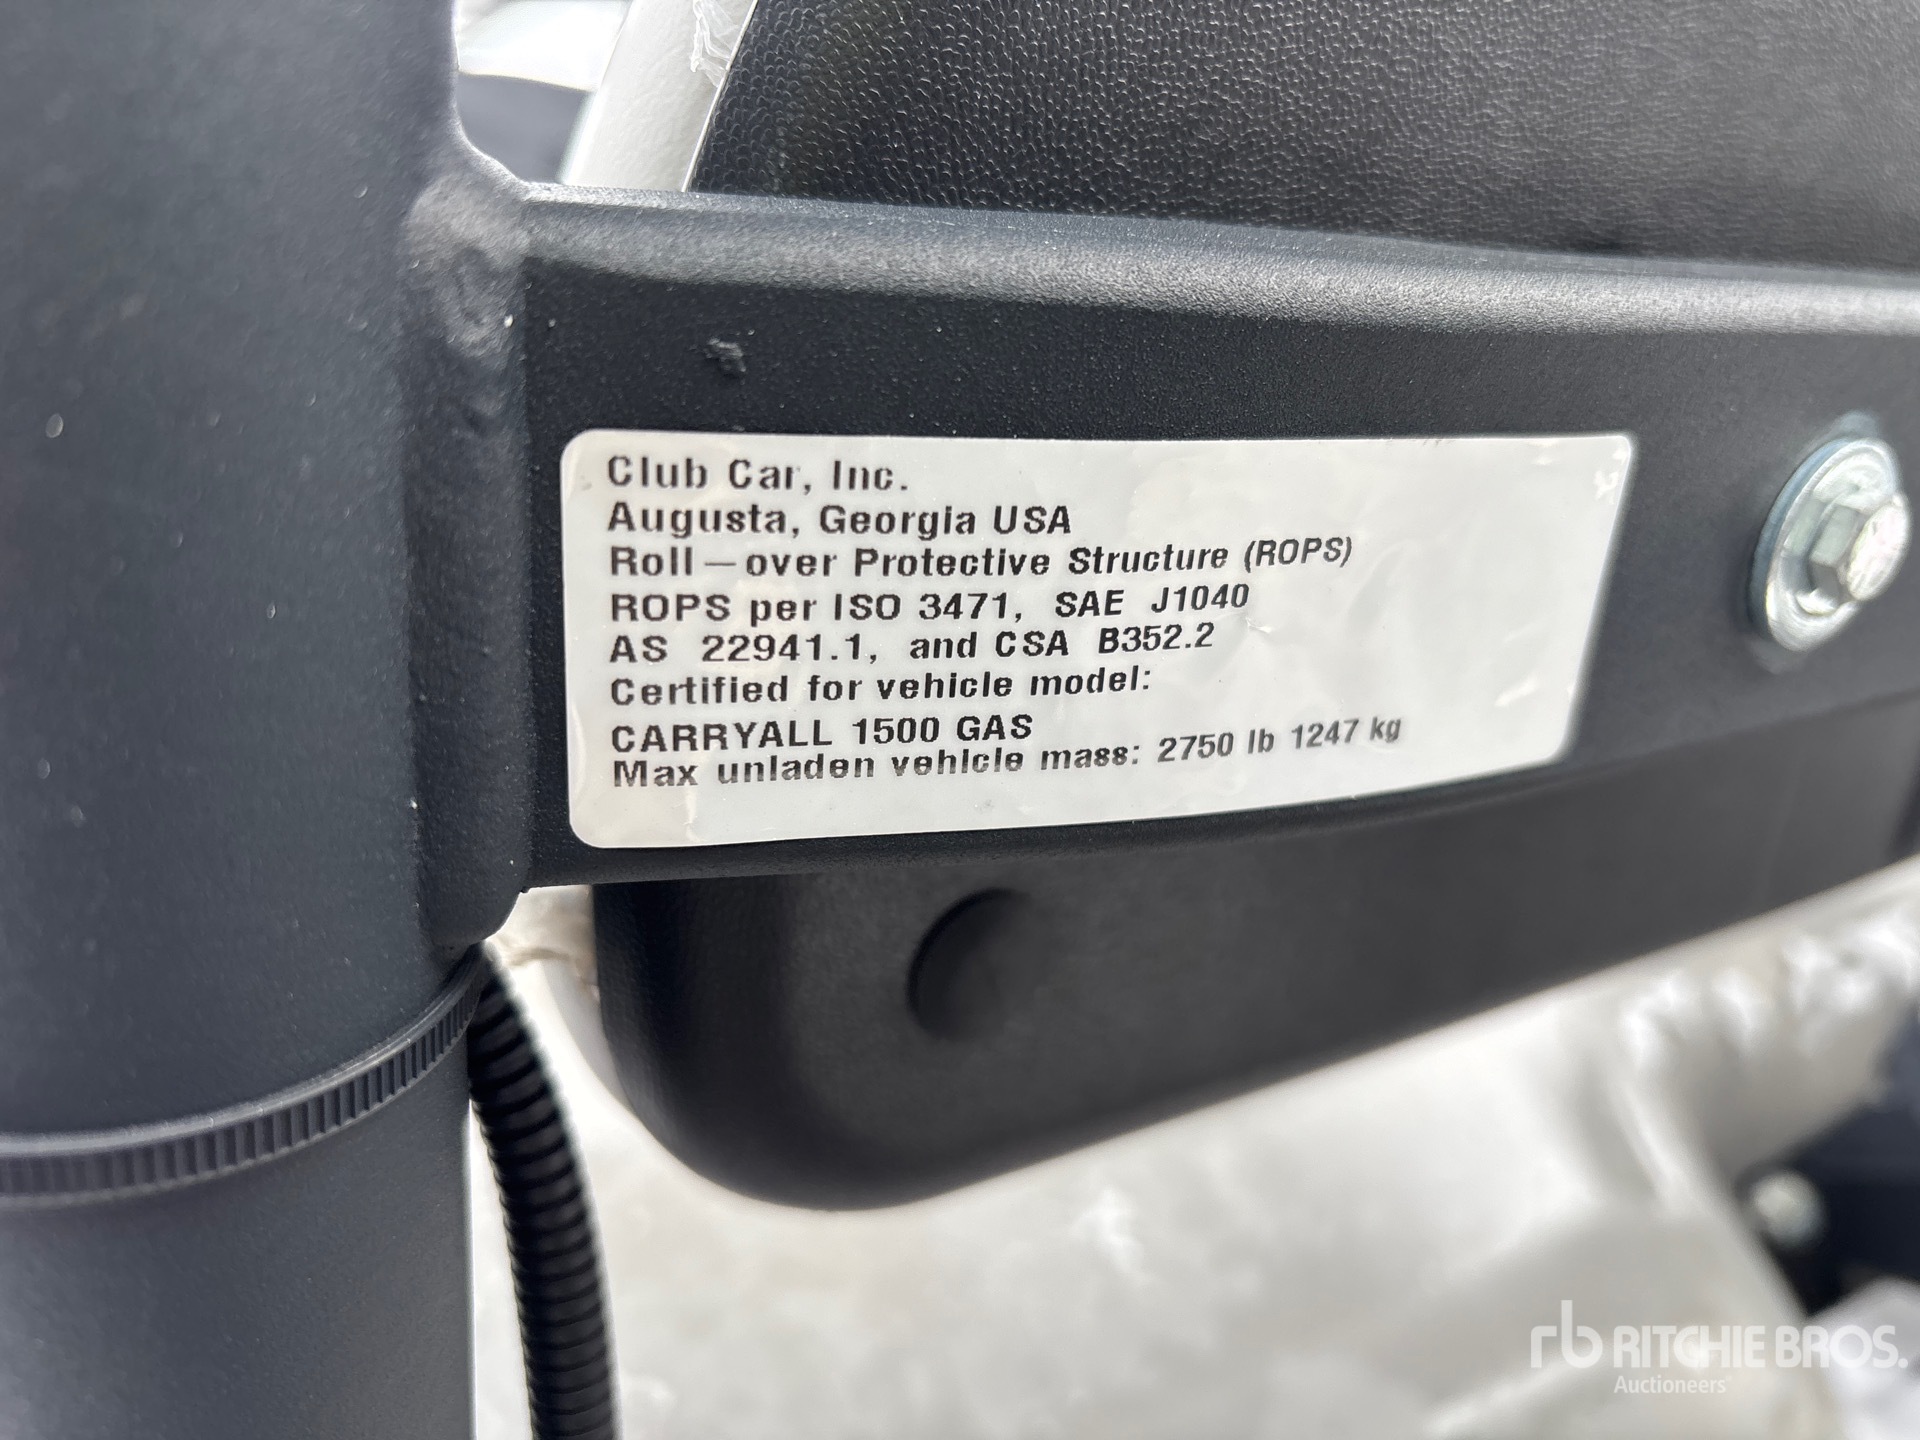 Club Car, Inc.
Augusta, Georgia USA
Roll-over Protective Structure (ROPS)
ROPS per ISO 3471, SAE J1040
AS 22941.1, and CSA B352.2
Certified for vehicle model:
CARRYALL 1500 GAS
Max unladen vehicle mass: 2750 lb 1247 kg
rb RITCHIE BROS.
Auctioneers